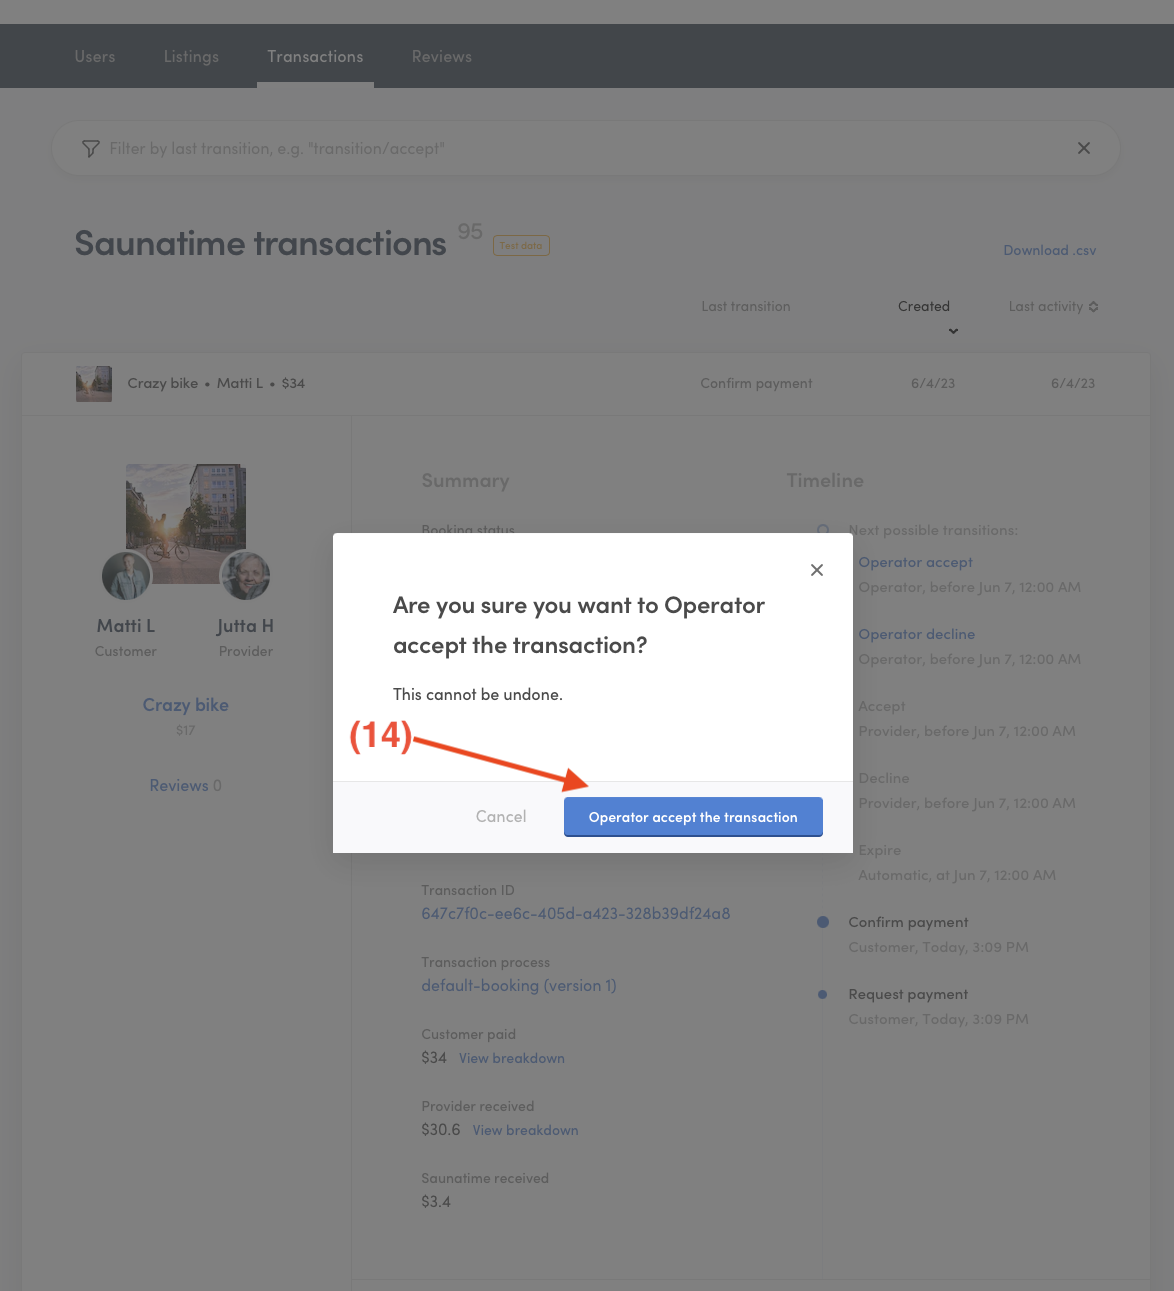 Users Listings Transactions Reviews
Filter by last transition, e.g. "transition/accept"
Saunatime transactions 95 Test data
Download .csv
Last transition Created Last activity
Crazy bike • Matti L • $34 Confirm payment 6/4/23 6/4/23
Matti L
Customer
Jutta H
Provider
Crazy bike
$17
Reviews 0
Summary
Booking status
Are you sure you want to Operator
accept the transaction?
This cannot be undone.
(14)
Cancel
Operator accept the transaction
Transaction ID
647c7f0c-ee6c-405d-a423-328b39df24a8
Transaction process
default-booking (version 1)
Customer paid
$34 View breakdown
Provider received
$30.6 View breakdown
Saunatime received
$3.4
Timeline
Next possible transitions:
Operator accept
Operator, before Jun 7, 12:00 AM
Operator decline
Operator, before Jun 7, 12:00 AM
Accept
Provider, before Jun 7, 12:00 AM
Decline
Provider, before Jun 7, 12:00 AM
Expire
Automatic, at Jun 7, 12:00 AM
Confirm payment
Customer, Today, 3:09 PM
Request payment
Customer, Today, 3:09 PM